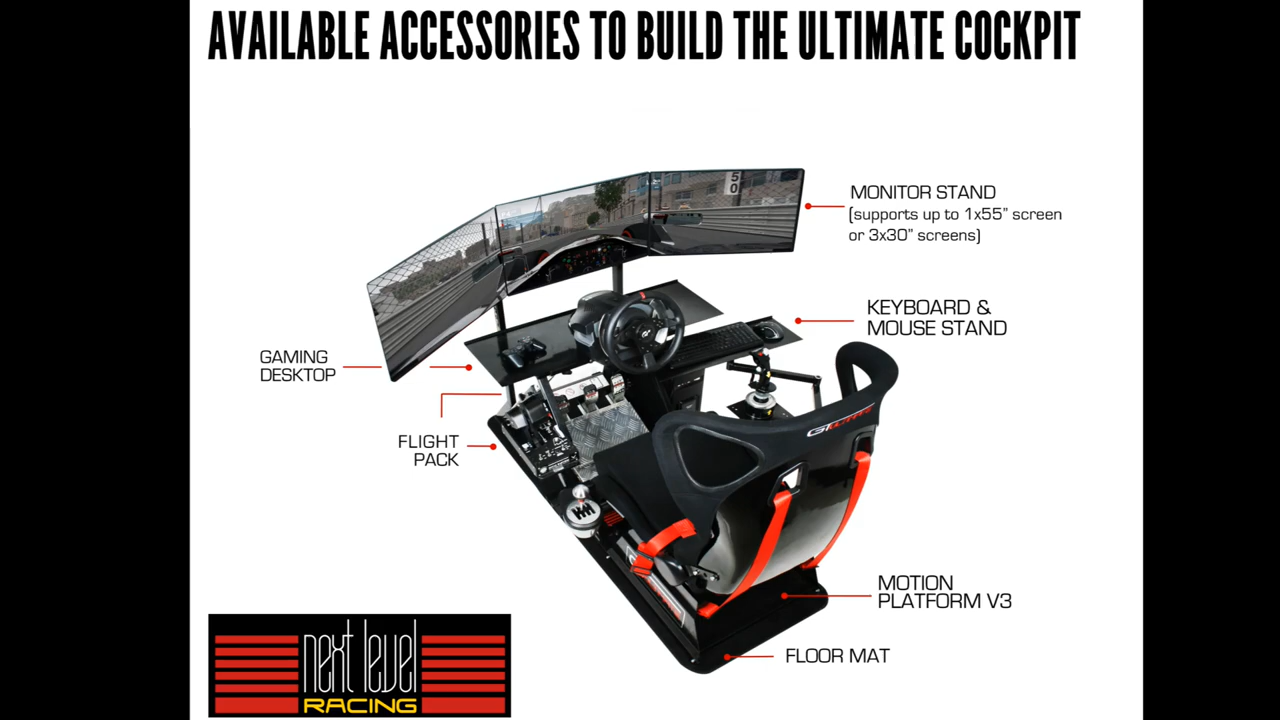 AVAILABLE ACCESSORIES TO BUILD THE ULTIMATE COCKPIT
50
MONITOR STAND
(supports up to 1x55” screen
or 3x30” screens)
KEYBOARD &
MOUSE STAND
GAMING
DESKTOP
FLIGHT
PACK
MOTION
PLATFORM V3
FLOOR MAT
next level
RACING